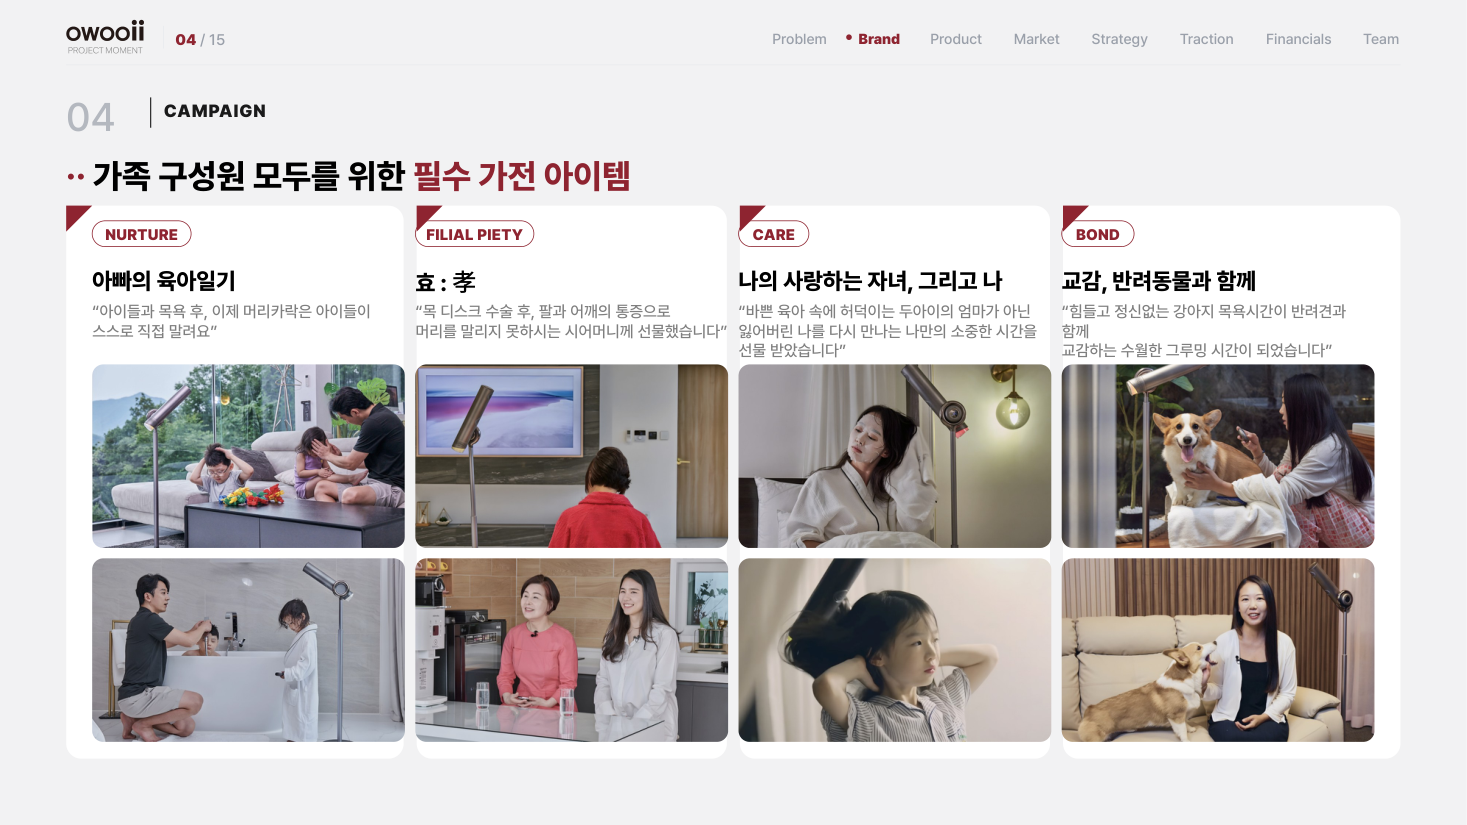 owooii
PROJECT MOMENT
04 / 15
Problem
• Brand
Product
Market
Strategy
Traction
Financials
Team
04
CAMPAIGN
•• 가족 구성원 모두를 위한 필수 가전 아이템
NURTURE
아빠의 육아일기
“아이들과 목욕 후, 이제 머리카락은 아이들이
스스로 직접 말려요”
FILIAL PIETY
효 : 孝
“목 디스크 수술 후, 팔과 어깨의 통증으로
머리를 말리지 못하시는 시어머니께 선물했습니다”
CARE
나의 사랑하는 자녀, 그리고 나
“바쁜 육아 속에 허덕이는 두아이의 엄마가 아닌
잃어버린 나를 다시 만나는 나만의 소중한 시간을
선물 받았습니다”
BOND
교감, 반려동물과 함께
“힘들고 정신없는 강아지 목욕시간이 반려견과
함께
교감하는 수월한 그루밍 시간이 되었습니다”